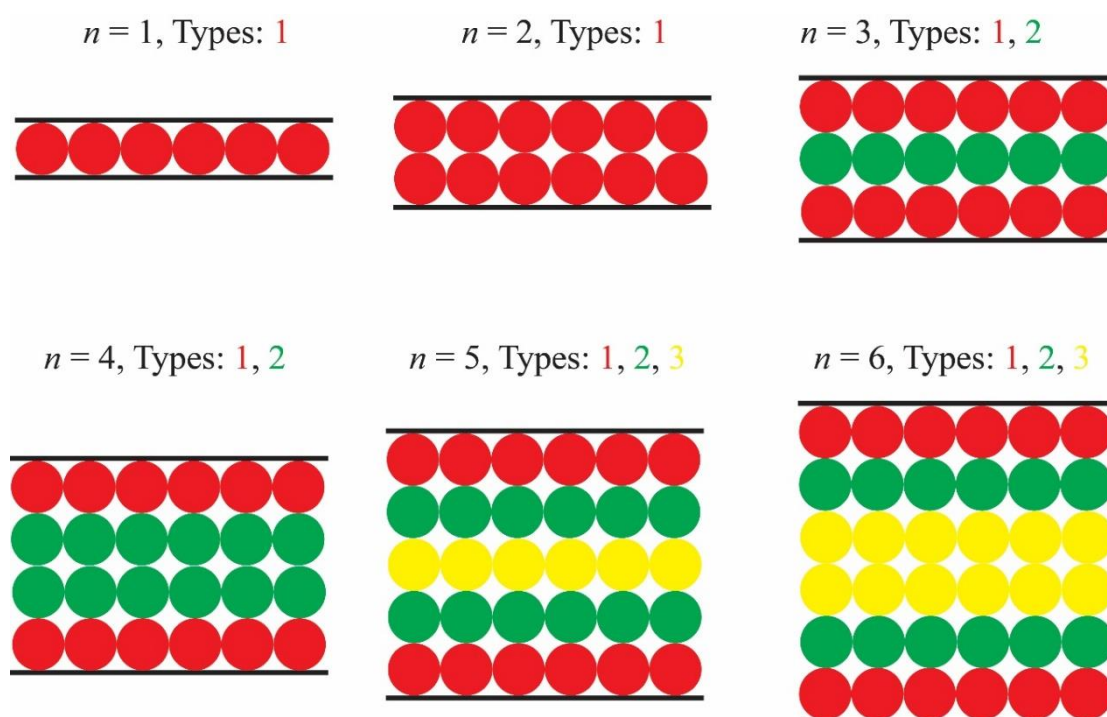 n = 1, Types: 1
n = 2, Types: 1
n = 3, Types: 1, 2
n = 4, Types: 1, 2
n = 5, Types: 1, 2, 3
n = 6, Types: 1, 2, 3